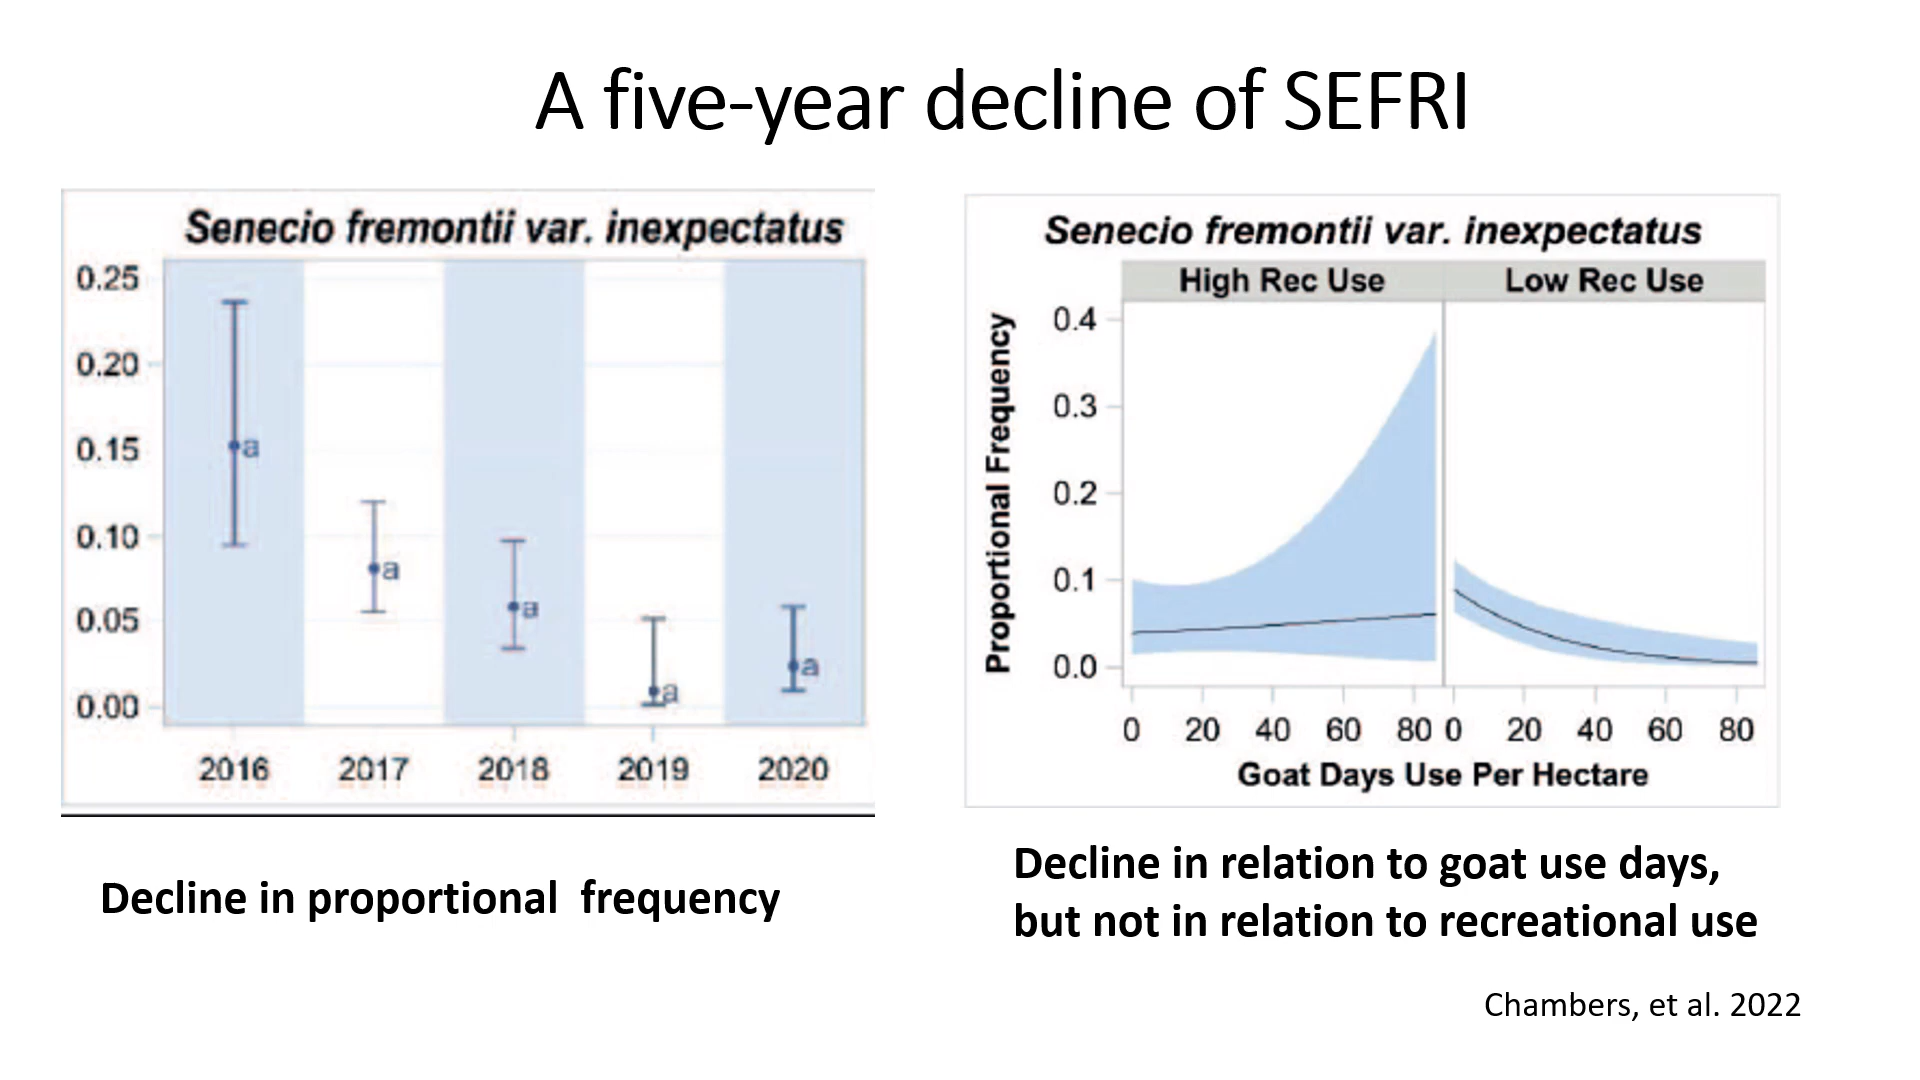 A five-year decline of SEFRI
Senecio fremontii var. inexpectatus
0.25
0.20
0.15
0.10
0.05
0.00
a
a
a
a
a
2016 2017 2018 2019 2020
Decline in proportional frequency
Senecio fremontii var. inexpectatus
High Rec Use Low Rec Use
Proportional Frequency
0.4
0.3
0.2
0.1
0.0
0 20 40 60 80 0 20 40 60 80
Goat Days Use Per Hectare
Decline in relation to goat use days,
but not in relation to recreational use
Chambers, et al. 2022